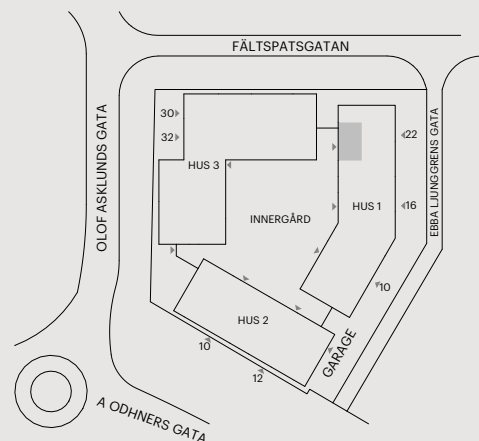 FÄLTSPATSGATAN
OLOF ASKLUNDS GATA
EBBA LJUNGGRENS GATA
30
32
22
HUS 3
HUS 1
16
INNERGÅRD
10
HUS 2
10
12
GARAGE
A ODHNERS GATA